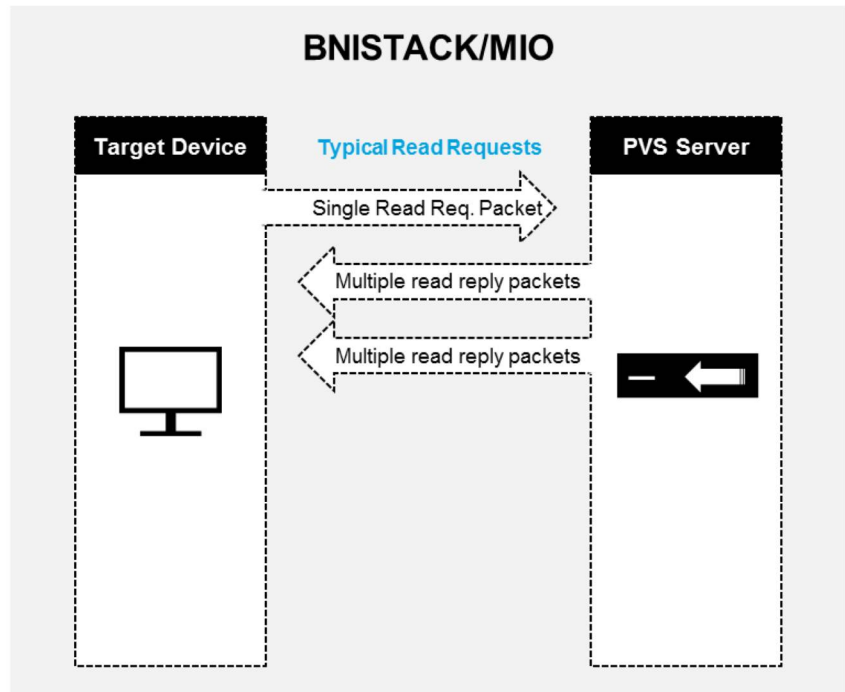 BNISTACK/MIO
Target Device
Typical Read Requests
PVS Server
Single Read Req. Packet
Multiple read reply packets
Multiple read reply packets